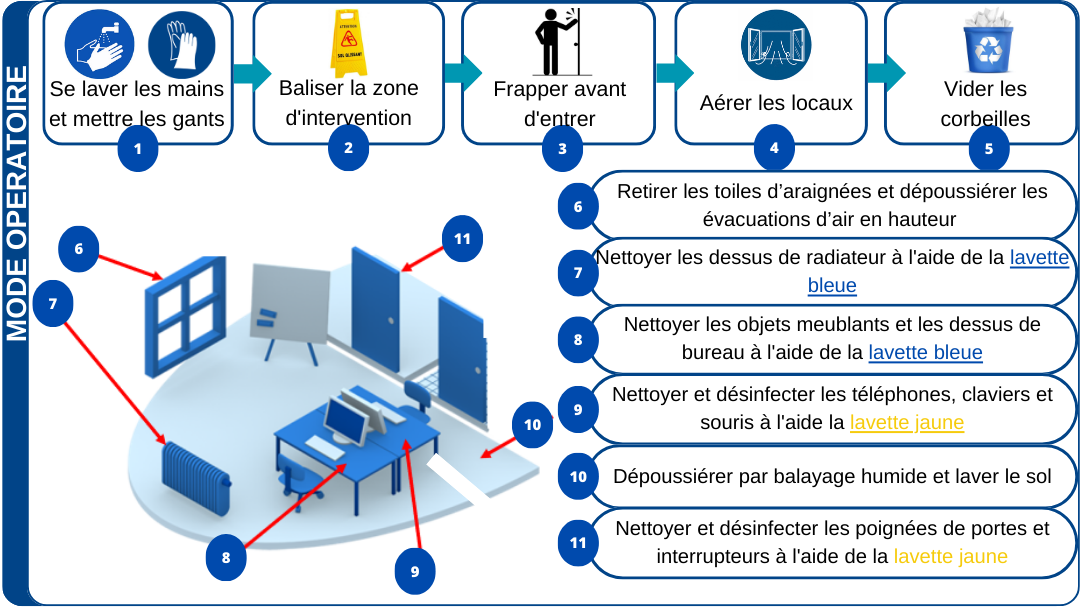 MODE OPERATOIRE
Se laver les mains
et mettre les gants
1
ATTENTION
SOL GLISSANT
Baliser la zone
d'intervention
2
Frapper avant
d'entrer
3
Aérer les locaux
4
Vider les
corbeilles
5
6
7
11
10
8
9
6
Retirer les toiles d’araignées et dépoussiérer les
évacuations d’air en hauteur
7
Nettoyer les dessus de radiateur à l'aide de la lavette
bleue
8
Nettoyer les objets meublants et les dessus de
bureau à l'aide de la lavette bleue
9
Nettoyer et désinfecter les téléphones, claviers et
souris à l'aide la lavette jaune
10
Dépoussiérer par balayage humide et laver le sol
11
Nettoyer et désinfecter les poignées de portes et
interrupteurs à l'aide de la lavette jaune